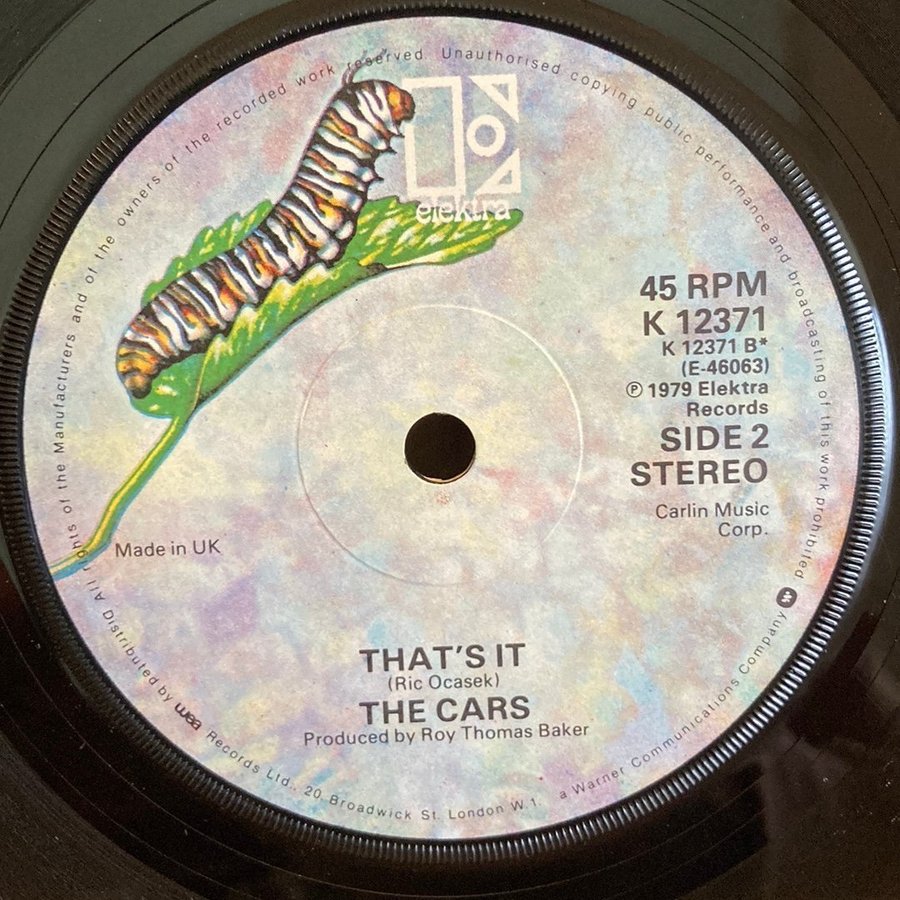 elektra
45 RPM
K 12371
K 12371 B*
(E-46063)
℗ 1979 Elektra
Records
SIDE 2
STEREO
Carlin Music
Corp.
Made in UK
THAT'S IT
(Ric Ocasek)
THE CARS
Produced by Roy Thomas Baker
All rights of the Manufacturers and of the owners of the recorded work reserved Unauthorised copying public performance and broadcasting of this work prohibited
Distributed by wea Records Ltd., 20 Broadwick St. London W.1. a Warner Communications Company